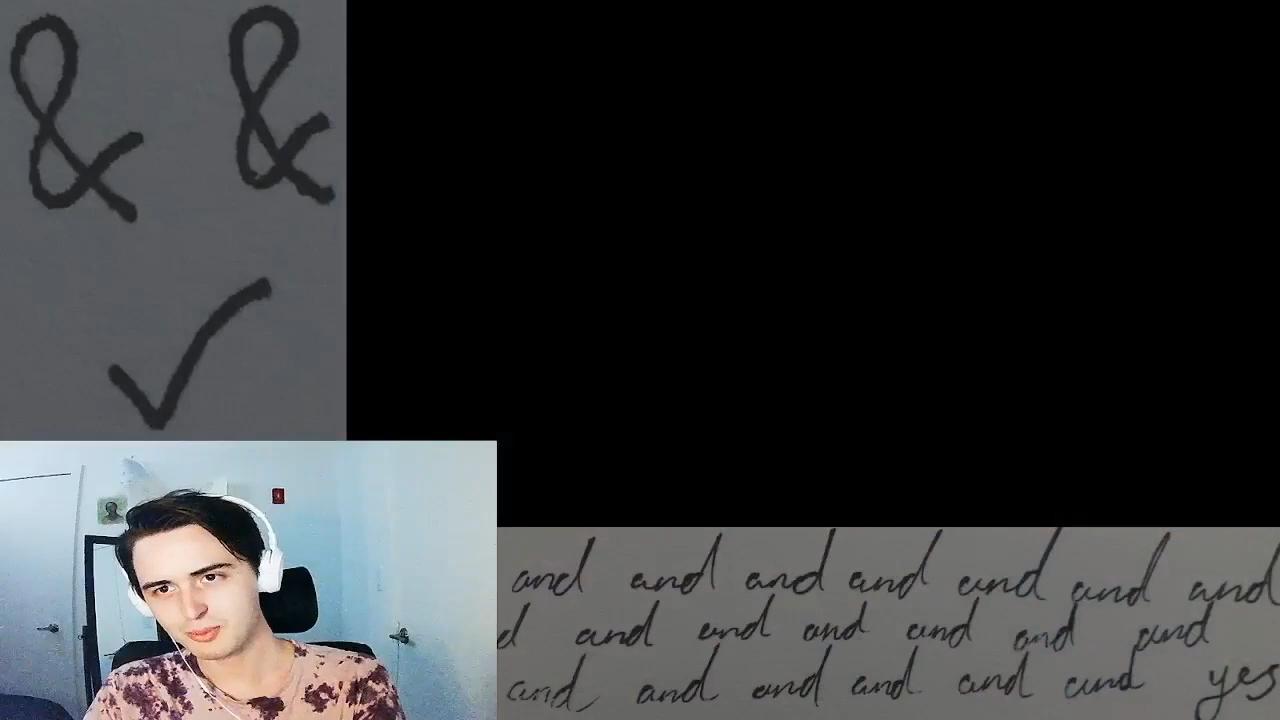 & &
✓
and and and and and and and
d and and and and and and
and and and and and and yes